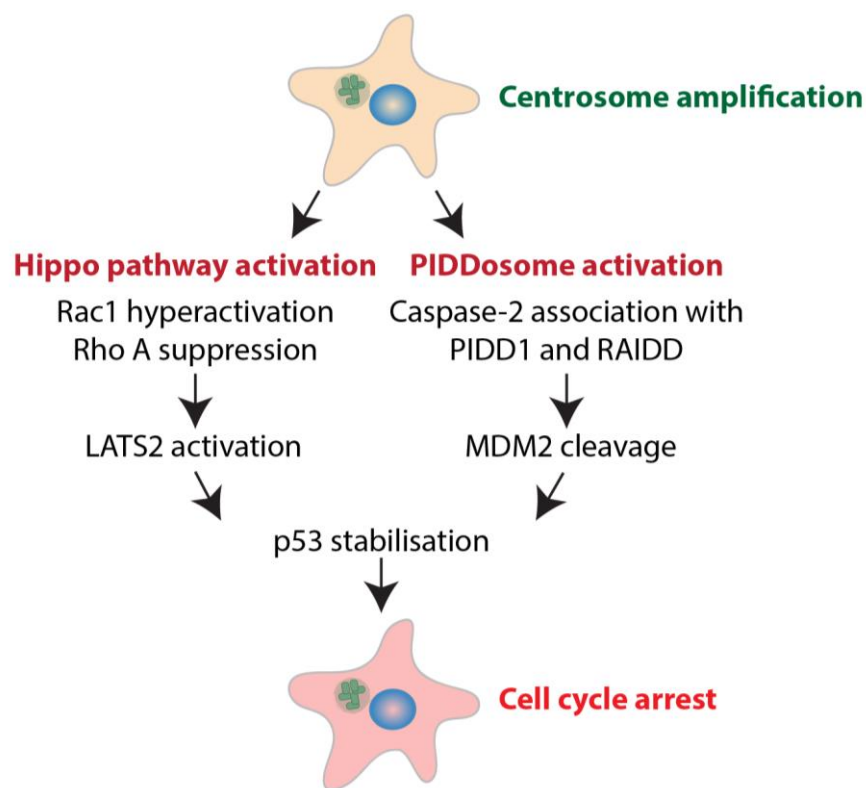 Centrosome amplification
Hippo pathway activation
PIDDosome activation
Rac1 hyperactivation
Rho A suppression
Caspase-2 association with
PIDD1 and RAIDD
LATS2 activation
MDM2 cleavage
p53 stabilisation
Cell cycle arrest